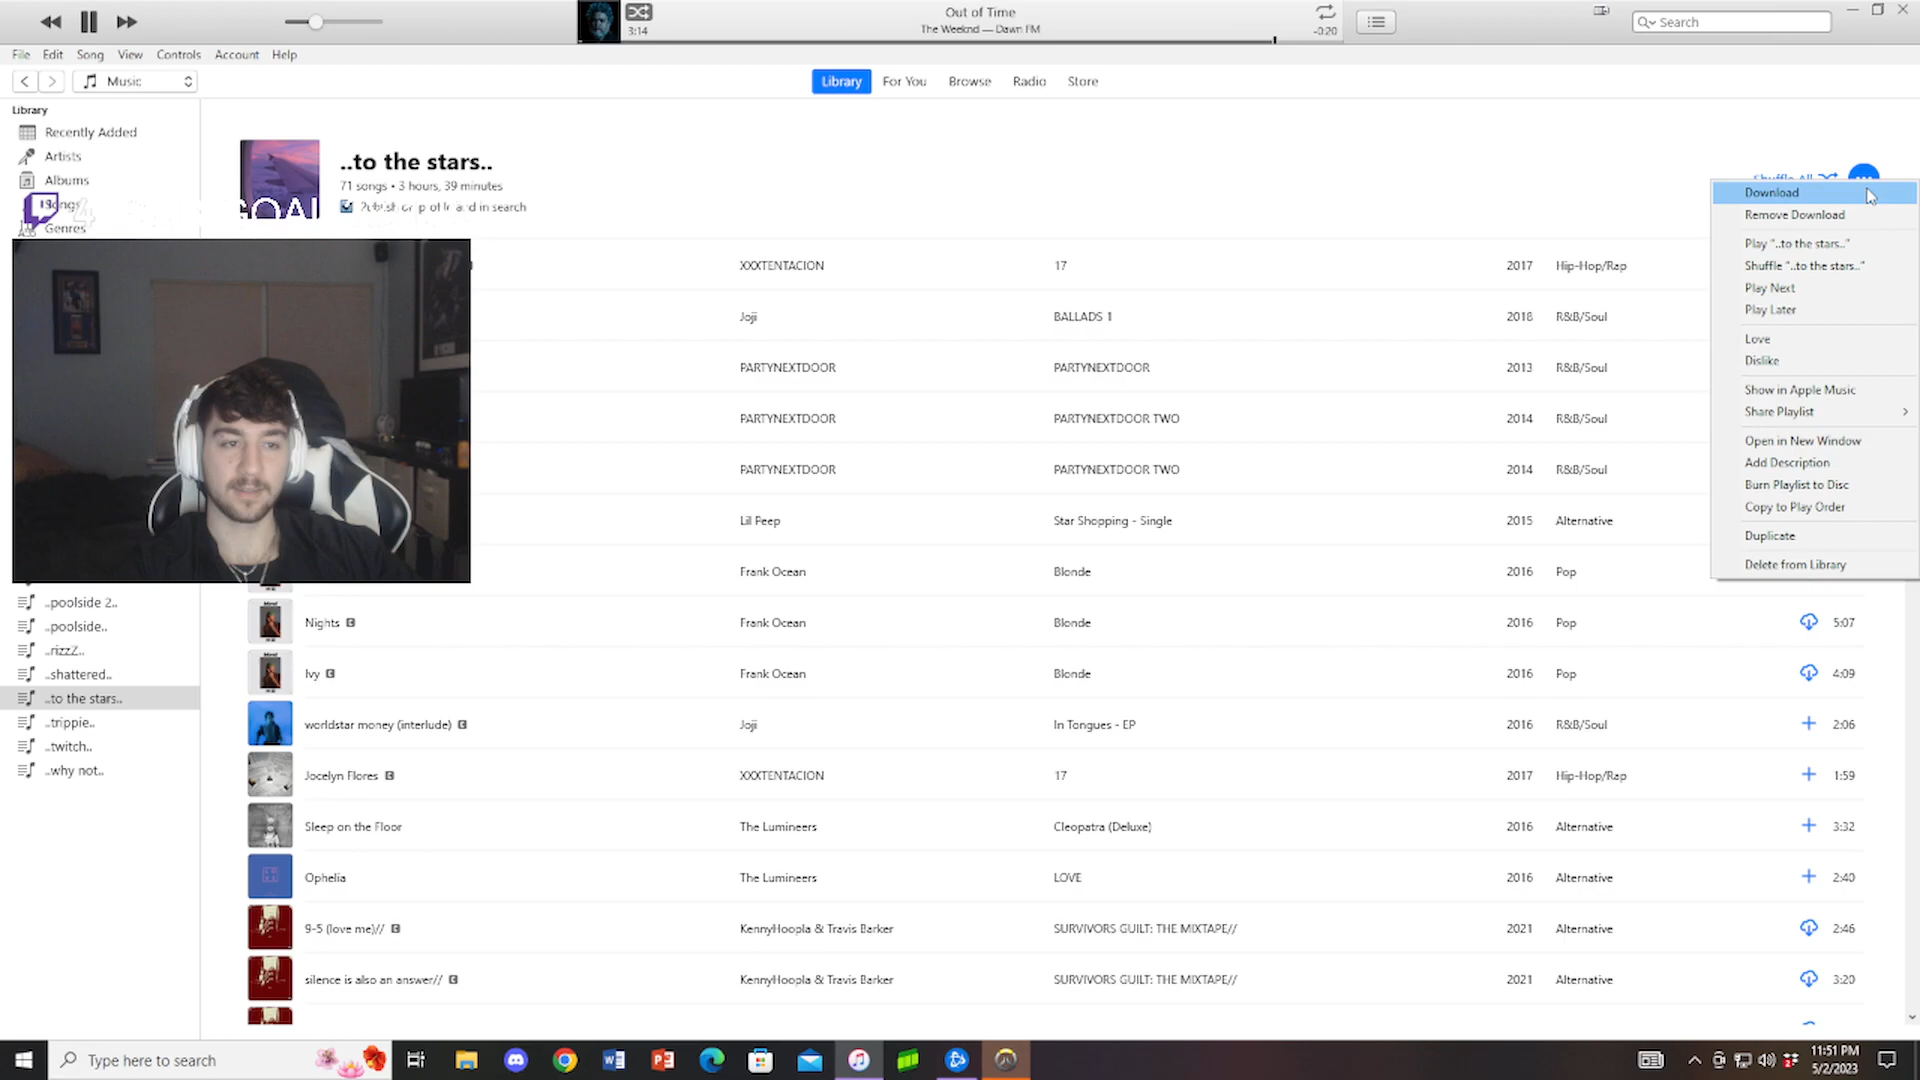 Out of Time
The Weeknd — Dawn FM
3:14
-0:20
Search
File Edit Song View Controls Account Help
Music
Library For You Browse Radio Store
Library
Recently Added
Artists
Albums
Songs
Genres
..to the stars..
71 songs • 3 hours, 39 minutes
in search
GOAL
Shuffle All
Download
Remove Download
Play "..to the stars.."
Shuffle "..to the stars.."
Play Next
Play Later
Love
Dislike
Show in Apple Music
Share Playlist
Open in New Window
Add Description
Burn Playlist to Disc
Copy to Play Order
Duplicate
Delete from Library
XXXTENTACION 17 2017 Hip-Hop/Rap
Joji BALLADS 1 2018 R&B/Soul
PARTYNEXTDOOR PARTYNEXTDOOR 2013 R&B/Soul
PARTYNEXTDOOR PARTYNEXTDOOR TWO 2014 R&B/Soul
PARTYNEXTDOOR PARTYNEXTDOOR TWO 2014 R&B/Soul
Lil Peep Star Shopping - Single 2015 Alternative
Frank Ocean Blonde 2016 Pop
Nights E Frank Ocean Blonde 2016 Pop 5:07
Ivy E Frank Ocean Blonde 2016 Pop 4:09
worldstar money (interlude) E Joji In Tongues - EP 2016 R&B/Soul 2:06
Jocelyn Flores E XXXTENTACION 17 2017 Hip-Hop/Rap 1:59
Sleep on the Floor The Lumineers Cleopatra (Deluxe) 2016 Alternative 3:32
Ophelia The Lumineers LOVE 2016 Alternative 2:40
9-5 (love me)// E KennyHoopla & Travis Barker SURVIVORS GUILT: THE MIXTAPE// 2021 Alternative 2:46
silence is also an answer// E KennyHoopla & Travis Barker SURVIVORS GUILT: THE MIXTAPE// 2021 Alternative 3:20
..poolside 2..
..poolside..
..rizzZ..
..shattered..
..to the stars..
..trippie..
..twitch..
..why not..
Type here to search
11:51 PM
5/2/2023